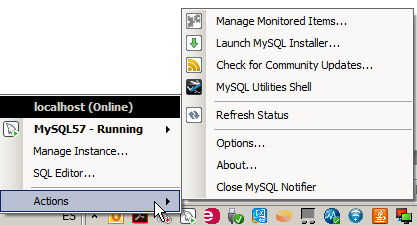 Manage Monitored Items...
Launch MySQL Installer...
Check for Community Updates...
MySQL Utilities Shell
Refresh Status
Options...
About...
Close MySQL Notifier
localhost (Online)
MySQL57 - Running
Manage Instance...
SQL Editor...
Actions
ES